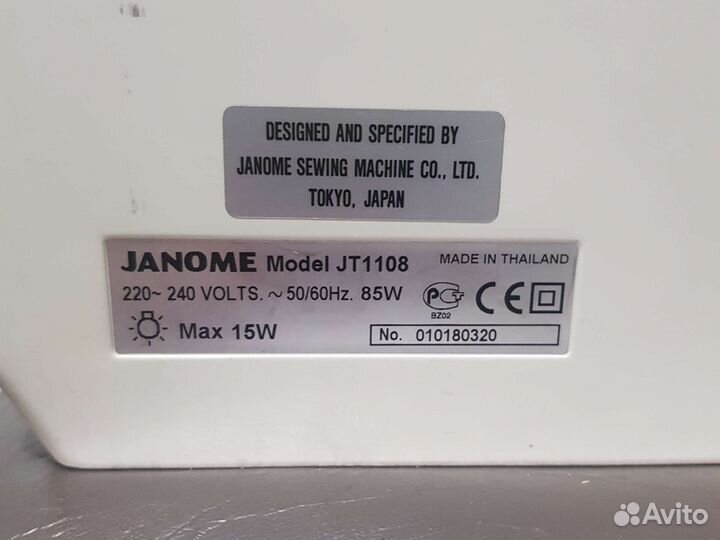 DESIGNED AND SPECIFIED BY
JANOME SEWING MACHINE CO., LTD.
TOKYO, JAPAN
JANOME Model JT1108 MADE IN THAILAND
220~ 240 VOLTS. ~ 50/60Hz. 85W
BZ02
Max 15W No. 010180320
Avito